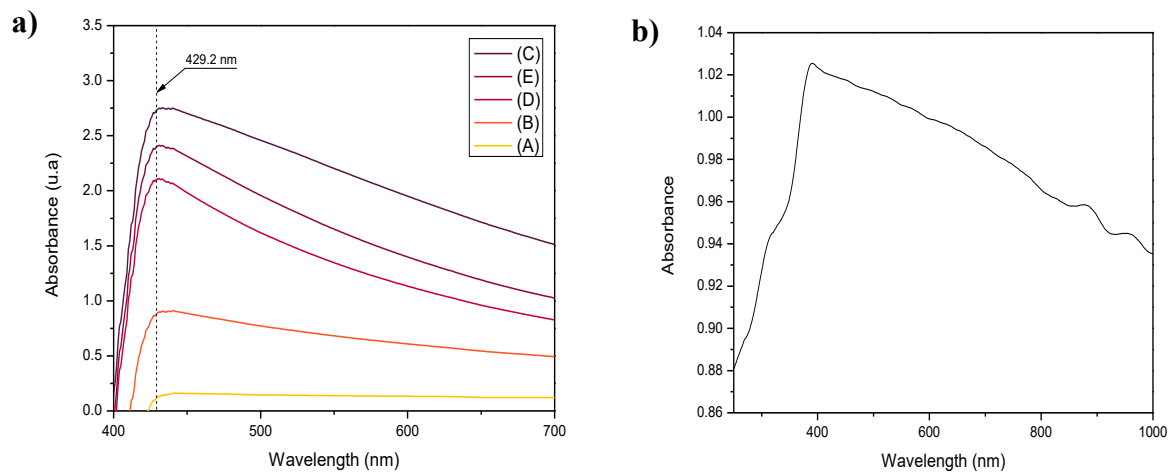 a)
3.5
3.0
2.5
2.0
1.5
1.0
0.5
0.0
Absorbance (u.a)
400
500
600
700
Wavelength (nm)
429.2 nm
(C)
(E)
(D)
(B)
(A)
b)
1.04
1.02
1.00
0.98
0.96
0.94
0.92
0.90
0.88
0.86
Absorbance
400
600
800
1000
Wavelength (nm)